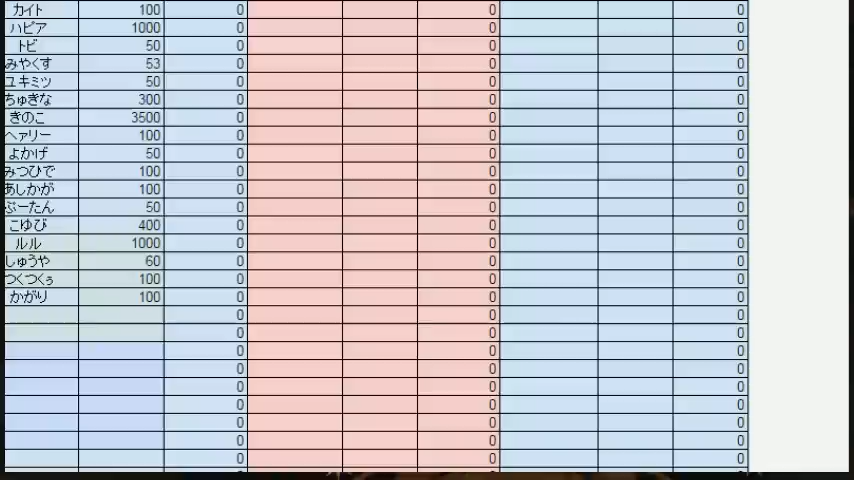 カイト 100 0 0 0
ハピア 1000 0 0 0
トビ 50 0 0 0
みやくす 53 0 0 0
ユキミツ 50 0 0 0
ちゅきな 300 0 0 0
きのこ 3500 0 0 0
ヘァリー 100 0 0 0
よかげ 50 0 0 0
みつひで 100 0 0 0
あしかが 100 0 0 0
ぶーたん 50 0 0 0
こゆび 400 0 0 0
ルル 1000 0 0 0
しゅうや 60 0 0 0
つくつくぅ 100 0 0 0
かがり 100 0 0 0
0 0 0
0 0 0
0 0 0
0 0 0
0 0 0
0 0 0
0 0 0
0 0 0
0 0 0